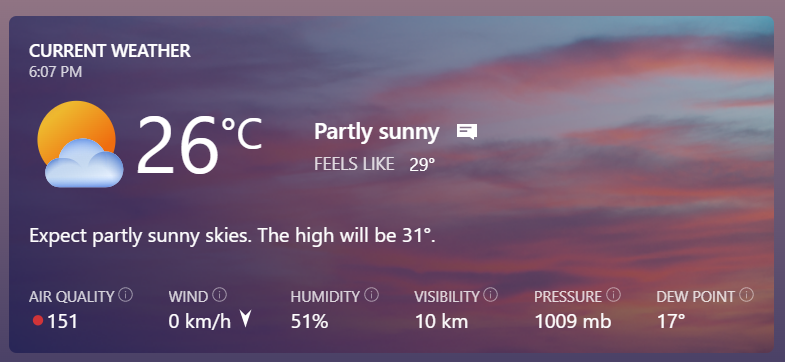 CURRENT WEATHER
6:07 PM
26°C
Partly sunny
FEELS LIKE 29°
Expect partly sunny skies. The high will be 31°.
AIR QUALITY WIND HUMIDITY VISIBILITY PRESSURE DEW POINT
151 0 km/h 51% 10 km 1009 mb 17°